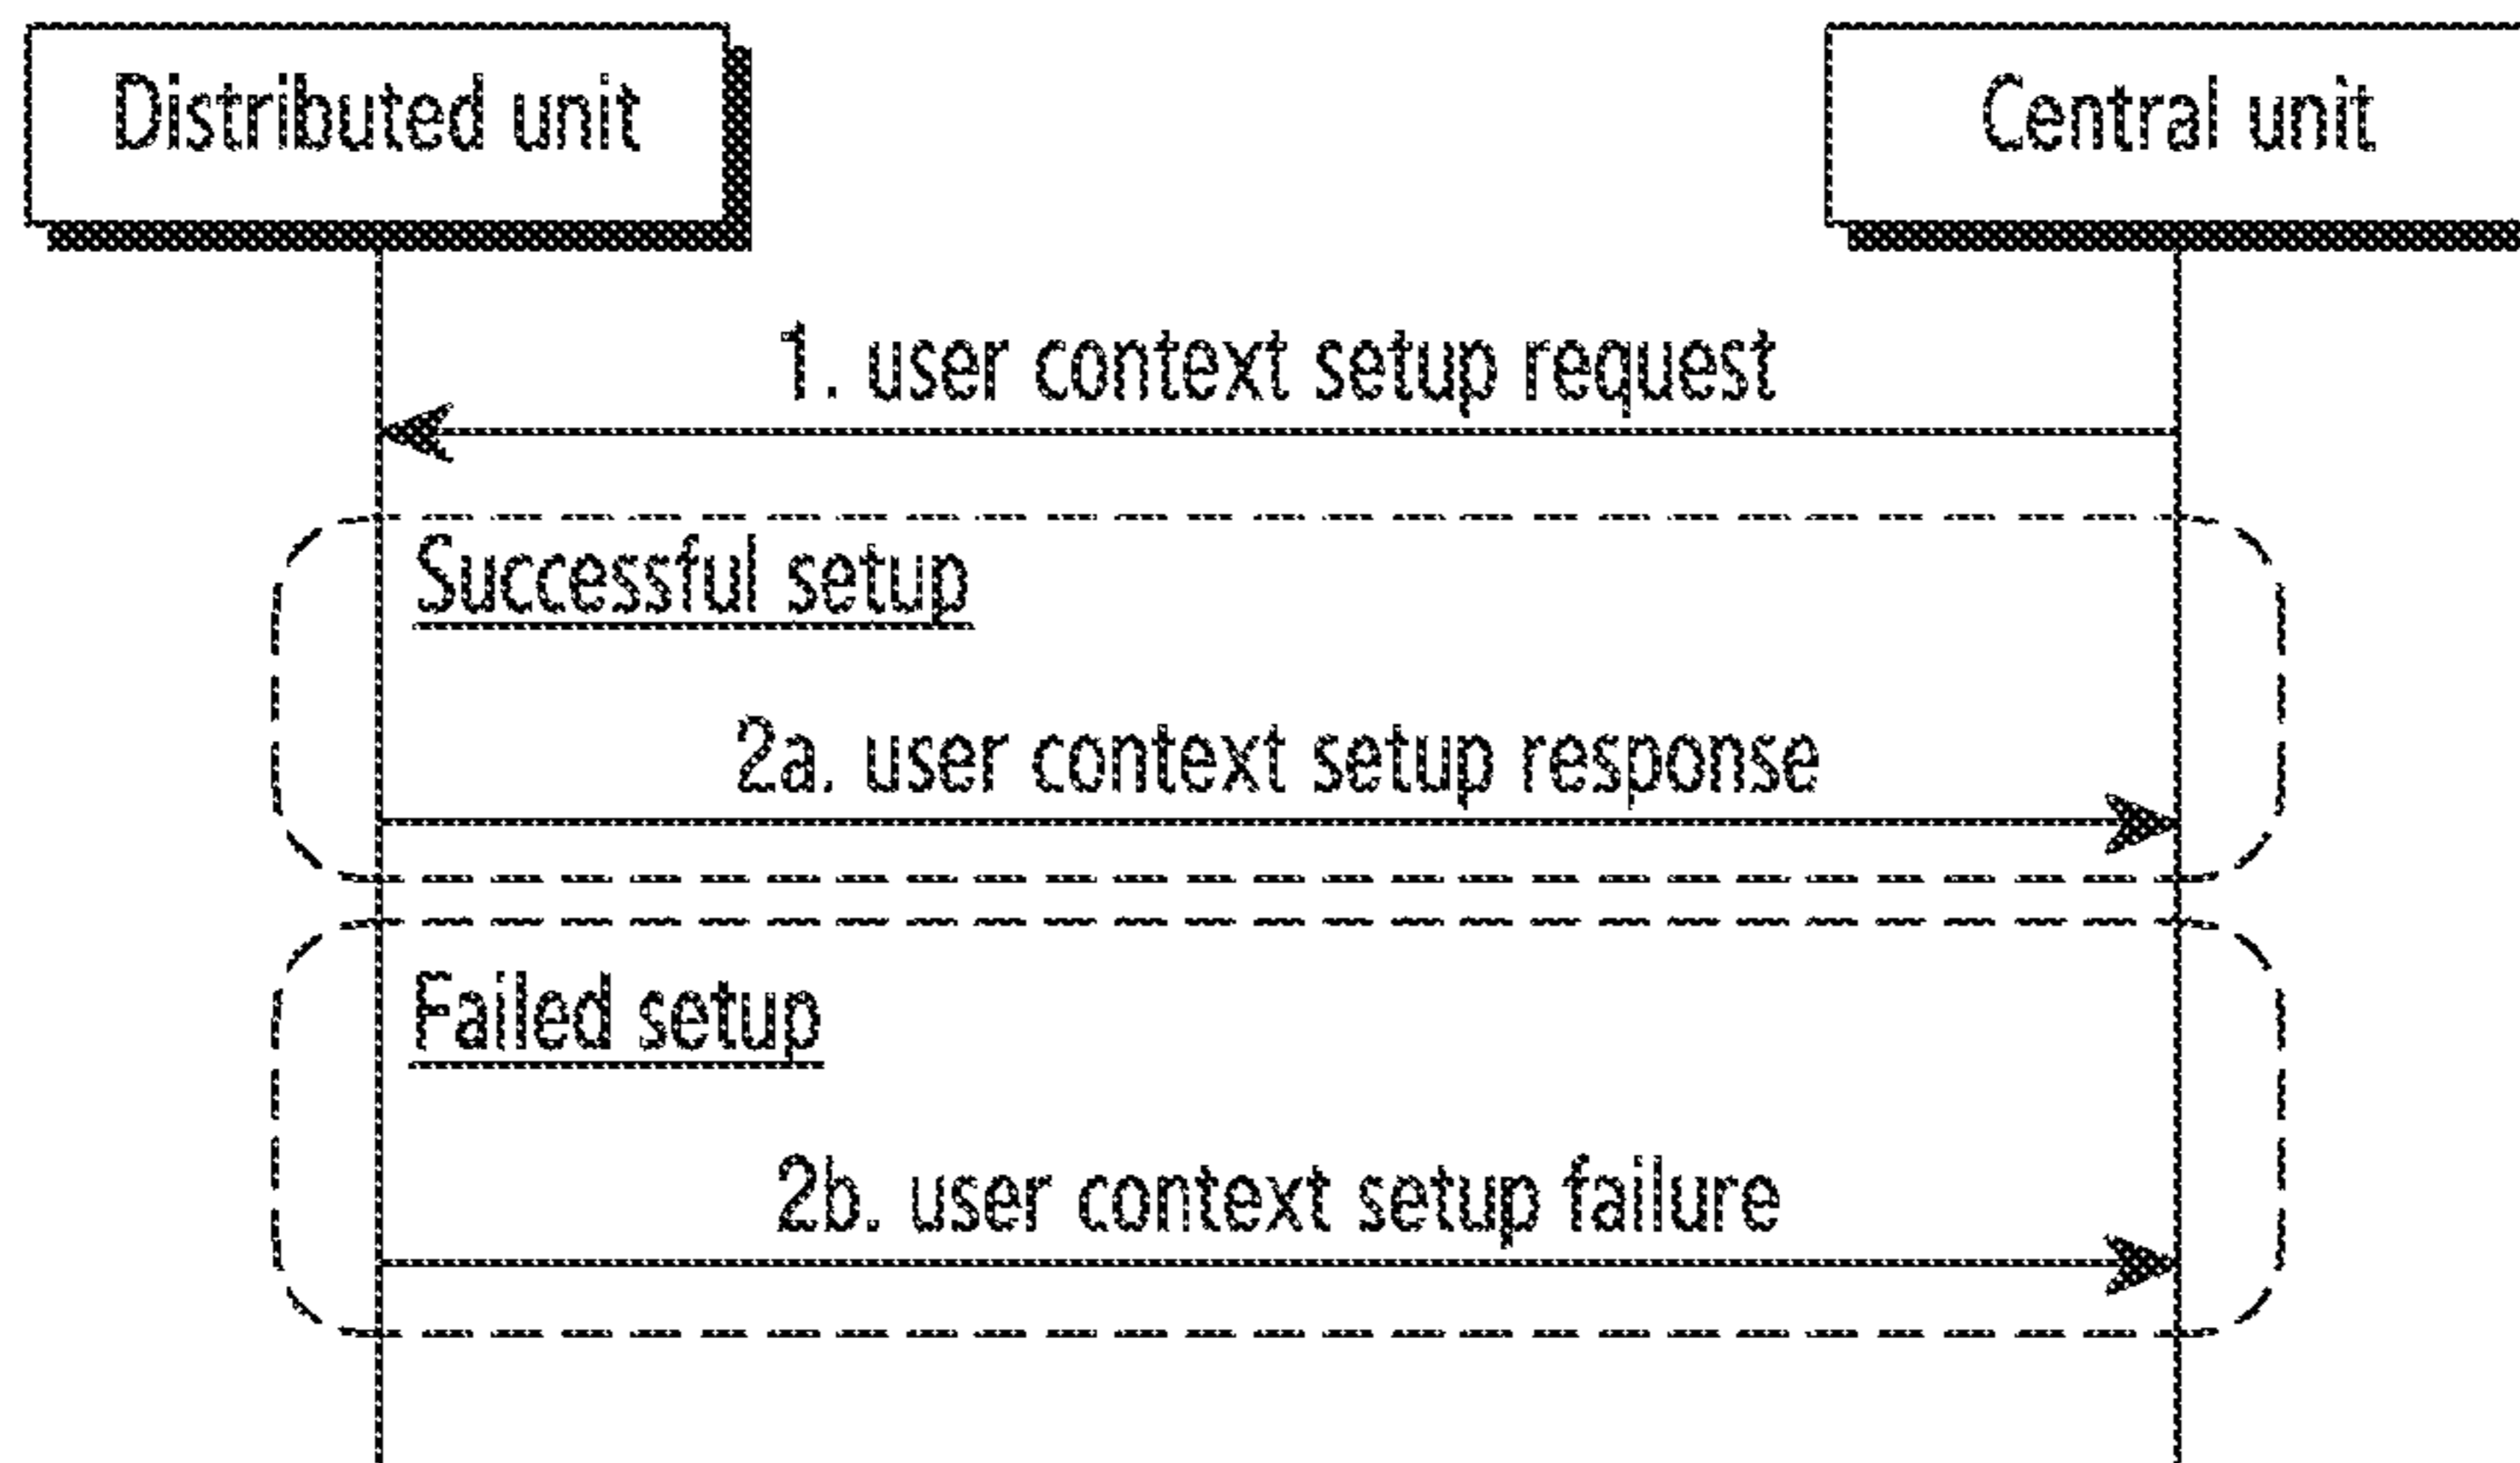 Distributed unit
Central unit
1. user context setup request
Successful setup
2a. user context setup response
Failed setup
2b. user context setup failure